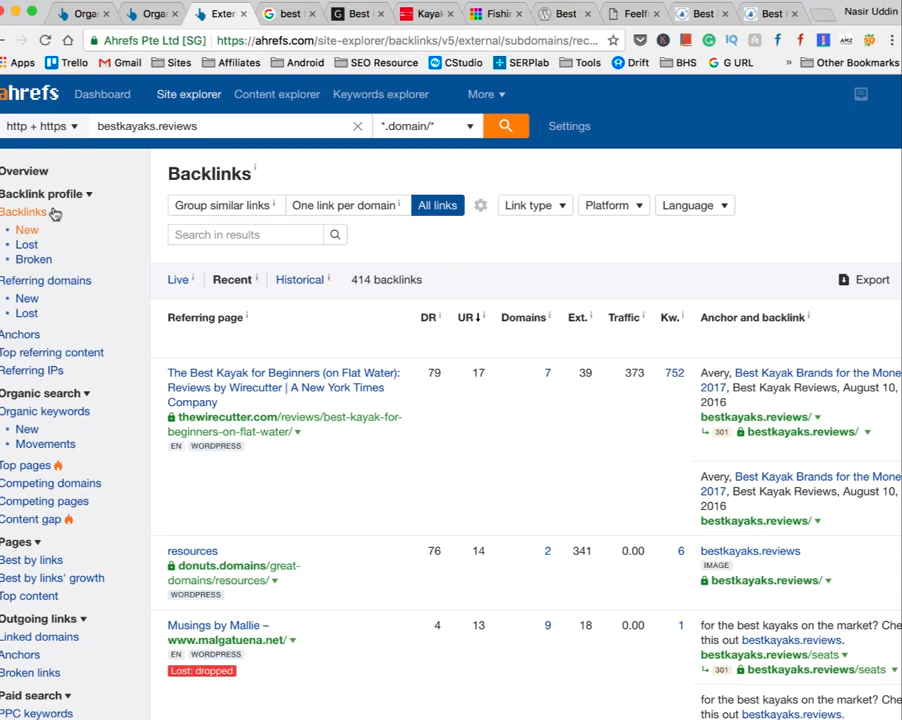 Orga
Orga
Exter
best
Best
Kayak
Fishin
Best
Feelf
Best
Best
Nasir Uddin
Ahrefs Pte Ltd [SG]
https://ahrefs.com/site-explorer/backlinks/v5/external/subdomains/rec...
Apps
Trello
Gmail
Sites
Affiliates
Android
SEO Resource
CStudio
SERPlab
Tools
Drift
BHS
G URL
»
Other Bookmarks
ahrefs
Dashboard
Site explorer
Content explorer
Keywords explorer
More
http + https
bestkayaks.reviews
*.domain/*
Settings
Overview
Backlink profile
Backlinks
• New
• Lost
• Broken
Referring domains
• New
• Lost
Anchors
Top referring content
Referring IPs
Organic search
Organic keywords
• New
• Movements
Top pages
Competing domains
Competing pages
Content gap
Pages
Best by links
Best by links' growth
Top content
Outgoing links
Linked domains
Anchors
Broken links
Paid search
PPC keywords
Backlinks
Group similar links
One link per domain
All links
Link type
Platform
Language
Search in results
Live
Recent
Historical
414 backlinks
Export
Referring page
DR
UR
Domains
Ext.
Traffic
Kw.
Anchor and backlink
The Best Kayak for Beginners (on Flat Water):
Reviews by Wirecutter | A New York Times
Company
thewirecutter.com/reviews/best-kayak-for-
beginners-on-flat-water/
EN WORDPRESS
79
17
7
39
373
752
Avery, Best Kayak Brands for the Mone
2017, Best Kayak Reviews, August 10,
2016
bestkayaks.reviews/
301 bestkayaks.reviews/
Avery, Best Kayak Brands for the Mone
2017, Best Kayak Reviews, August 10,
2016
bestkayaks.reviews/
resources
donuts.domains/great-
domains/resources/
WORDPRESS
76
14
2
341
0.00
6
bestkayaks.reviews
IMAGE
bestkayaks.reviews/
Musings by Mallie –
www.malgatuena.net/
EN WORDPRESS
Lost: dropped
4
13
9
18
0.00
1
for the best kayaks on the market? Che
this out bestkayaks.reviews.
bestkayaks.reviews/seats
301 bestkayaks.reviews/seats
for the best kayaks on the market? Che
this out bestkayaks.reviews.